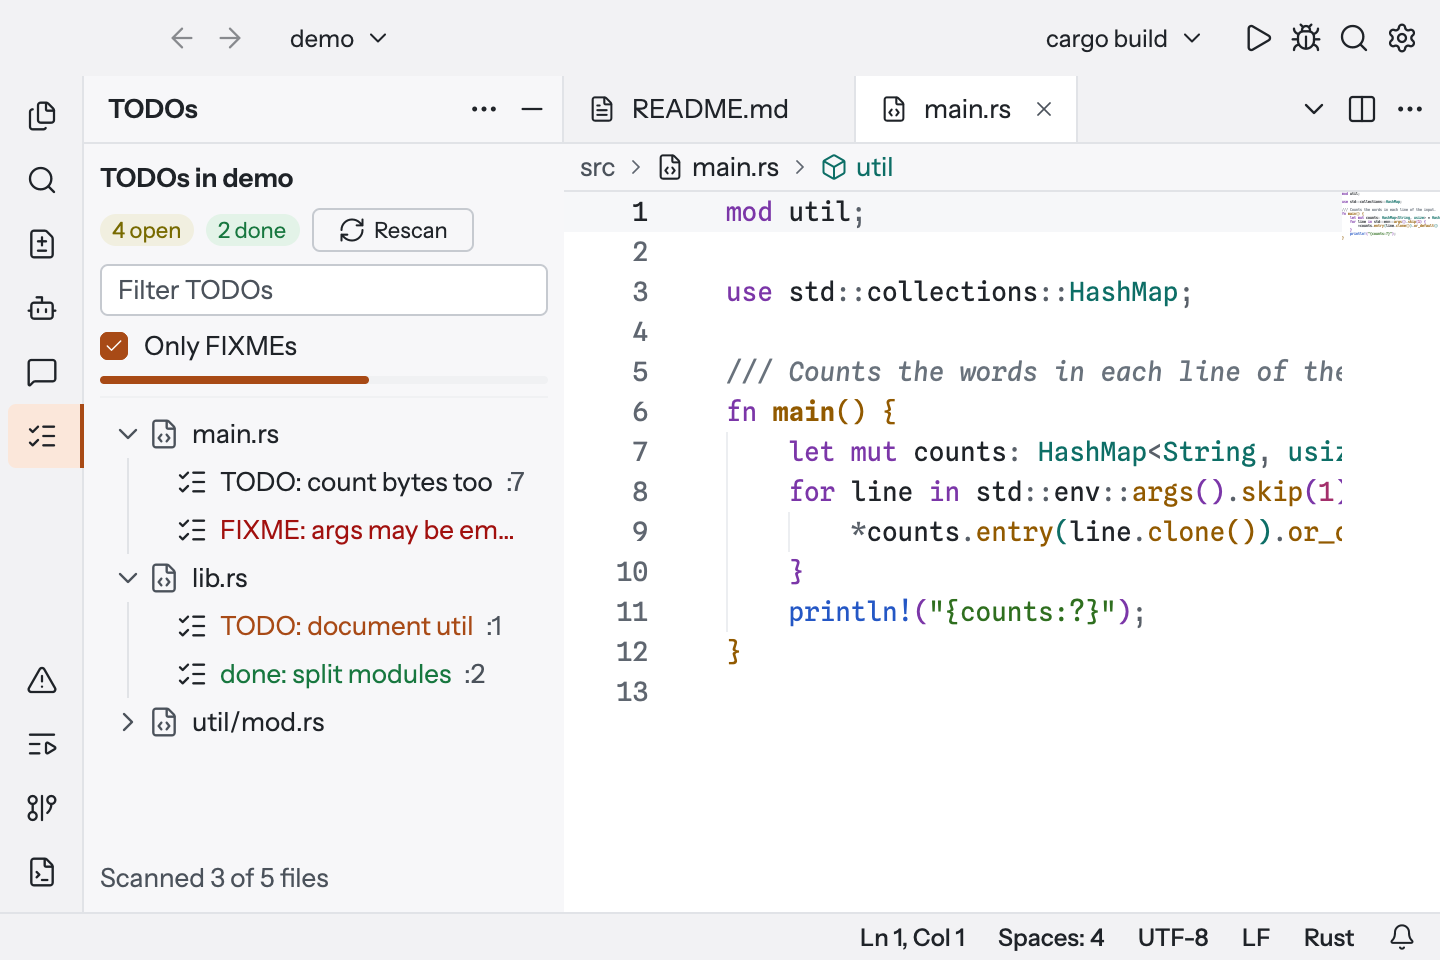 demo
cargo build
TODOs
README.md
main.rs
TODOs in demo
4 open
2 done
Rescan
Filter TODOs
Only FIXMEs
main.rs
TODO: count bytes too :7
FIXME: args may be em...
lib.rs
TODO: document util :1
done: split modules :2
util/mod.rs
Scanned 3 of 5 files
src > main.rs > util
1 mod util;
2
3 use std::collections::HashMap;
4
5 /// Counts the words in each line of the
6 fn main() {
7 let mut counts: HashMap<String, usiz
8 for line in std::env::args().skip(1)
9 *counts.entry(line.clone()).or_d
10 }
11 println!("{counts:?}");
12 }
13
Ln 1, Col 1
Spaces: 4
UTF-8
LF
Rust